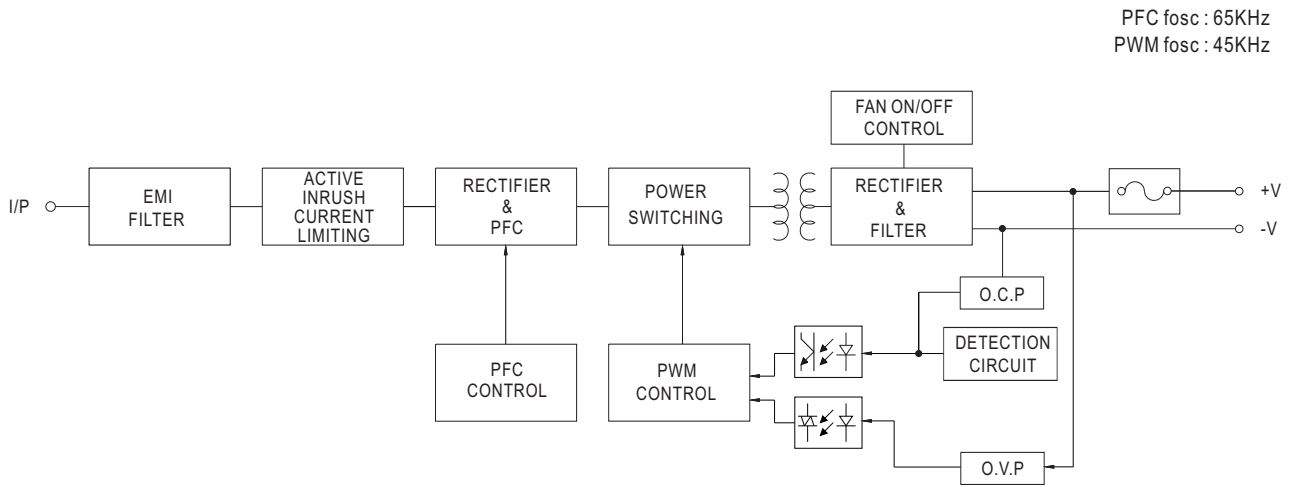 PFC fosc : 65KHz
PWM fosc : 45KHz
FAN ON/OFF
CONTROL
I/P
EMI
FILTER
ACTIVE
INRUSH
CURRENT
LIMITING
RECTIFIER
&
PFC
POWER
SWITCHING
RECTIFIER
&
FILTER
+V
-V
O.C.P
DETECTION
CIRCUIT
PFC
CONTROL
PWM
CONTROL
O.V.P